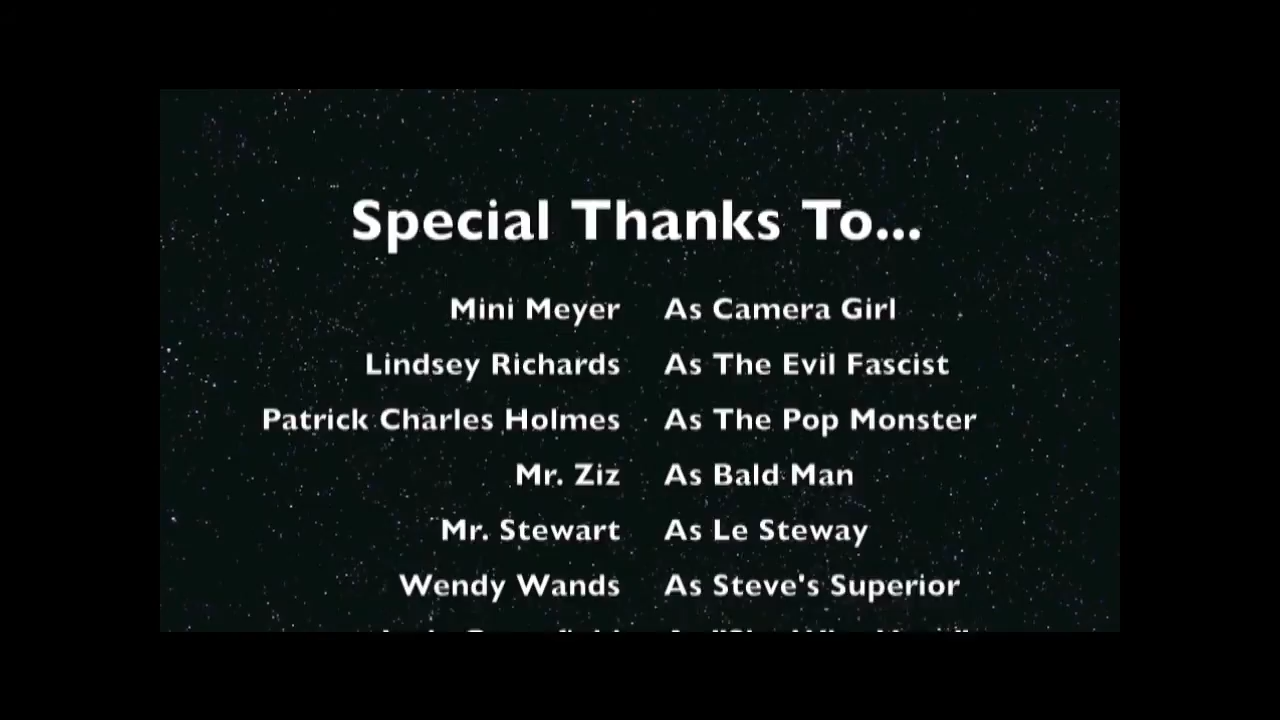 Special Thanks To...
Mini Meyer As Camera Girl
Lindsey Richards As The Evil Fascist
Patrick Charles Holmes As The Pop Monster
Mr. Ziz As Bald Man
Mr. Stewart As Le Steway
Wendy Wands As Steve's Superior